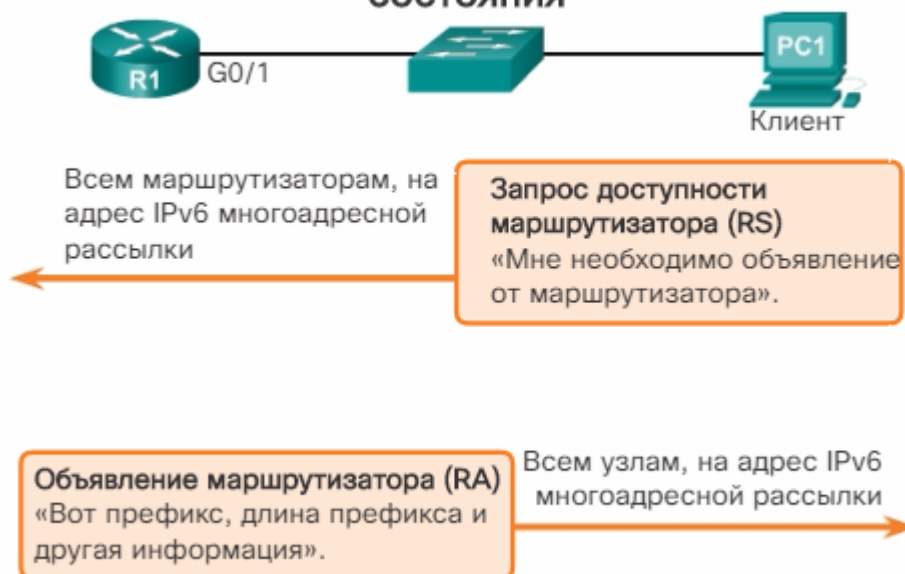 состояния
R1
G0/1
PC1
Клиент
Всем маршрутизаторам, на
адрес IPv6 многоадресной
рассылки
Запрос доступности
маршрутизатора (RS)
«Мне необходимо объявление
от маршрутизатора».
Объявление маршрутизатора (RA)
«Вот префикс, длина префикса и
другая информация».
Всем узлам, на адрес IPv6
многоадресной рассылки